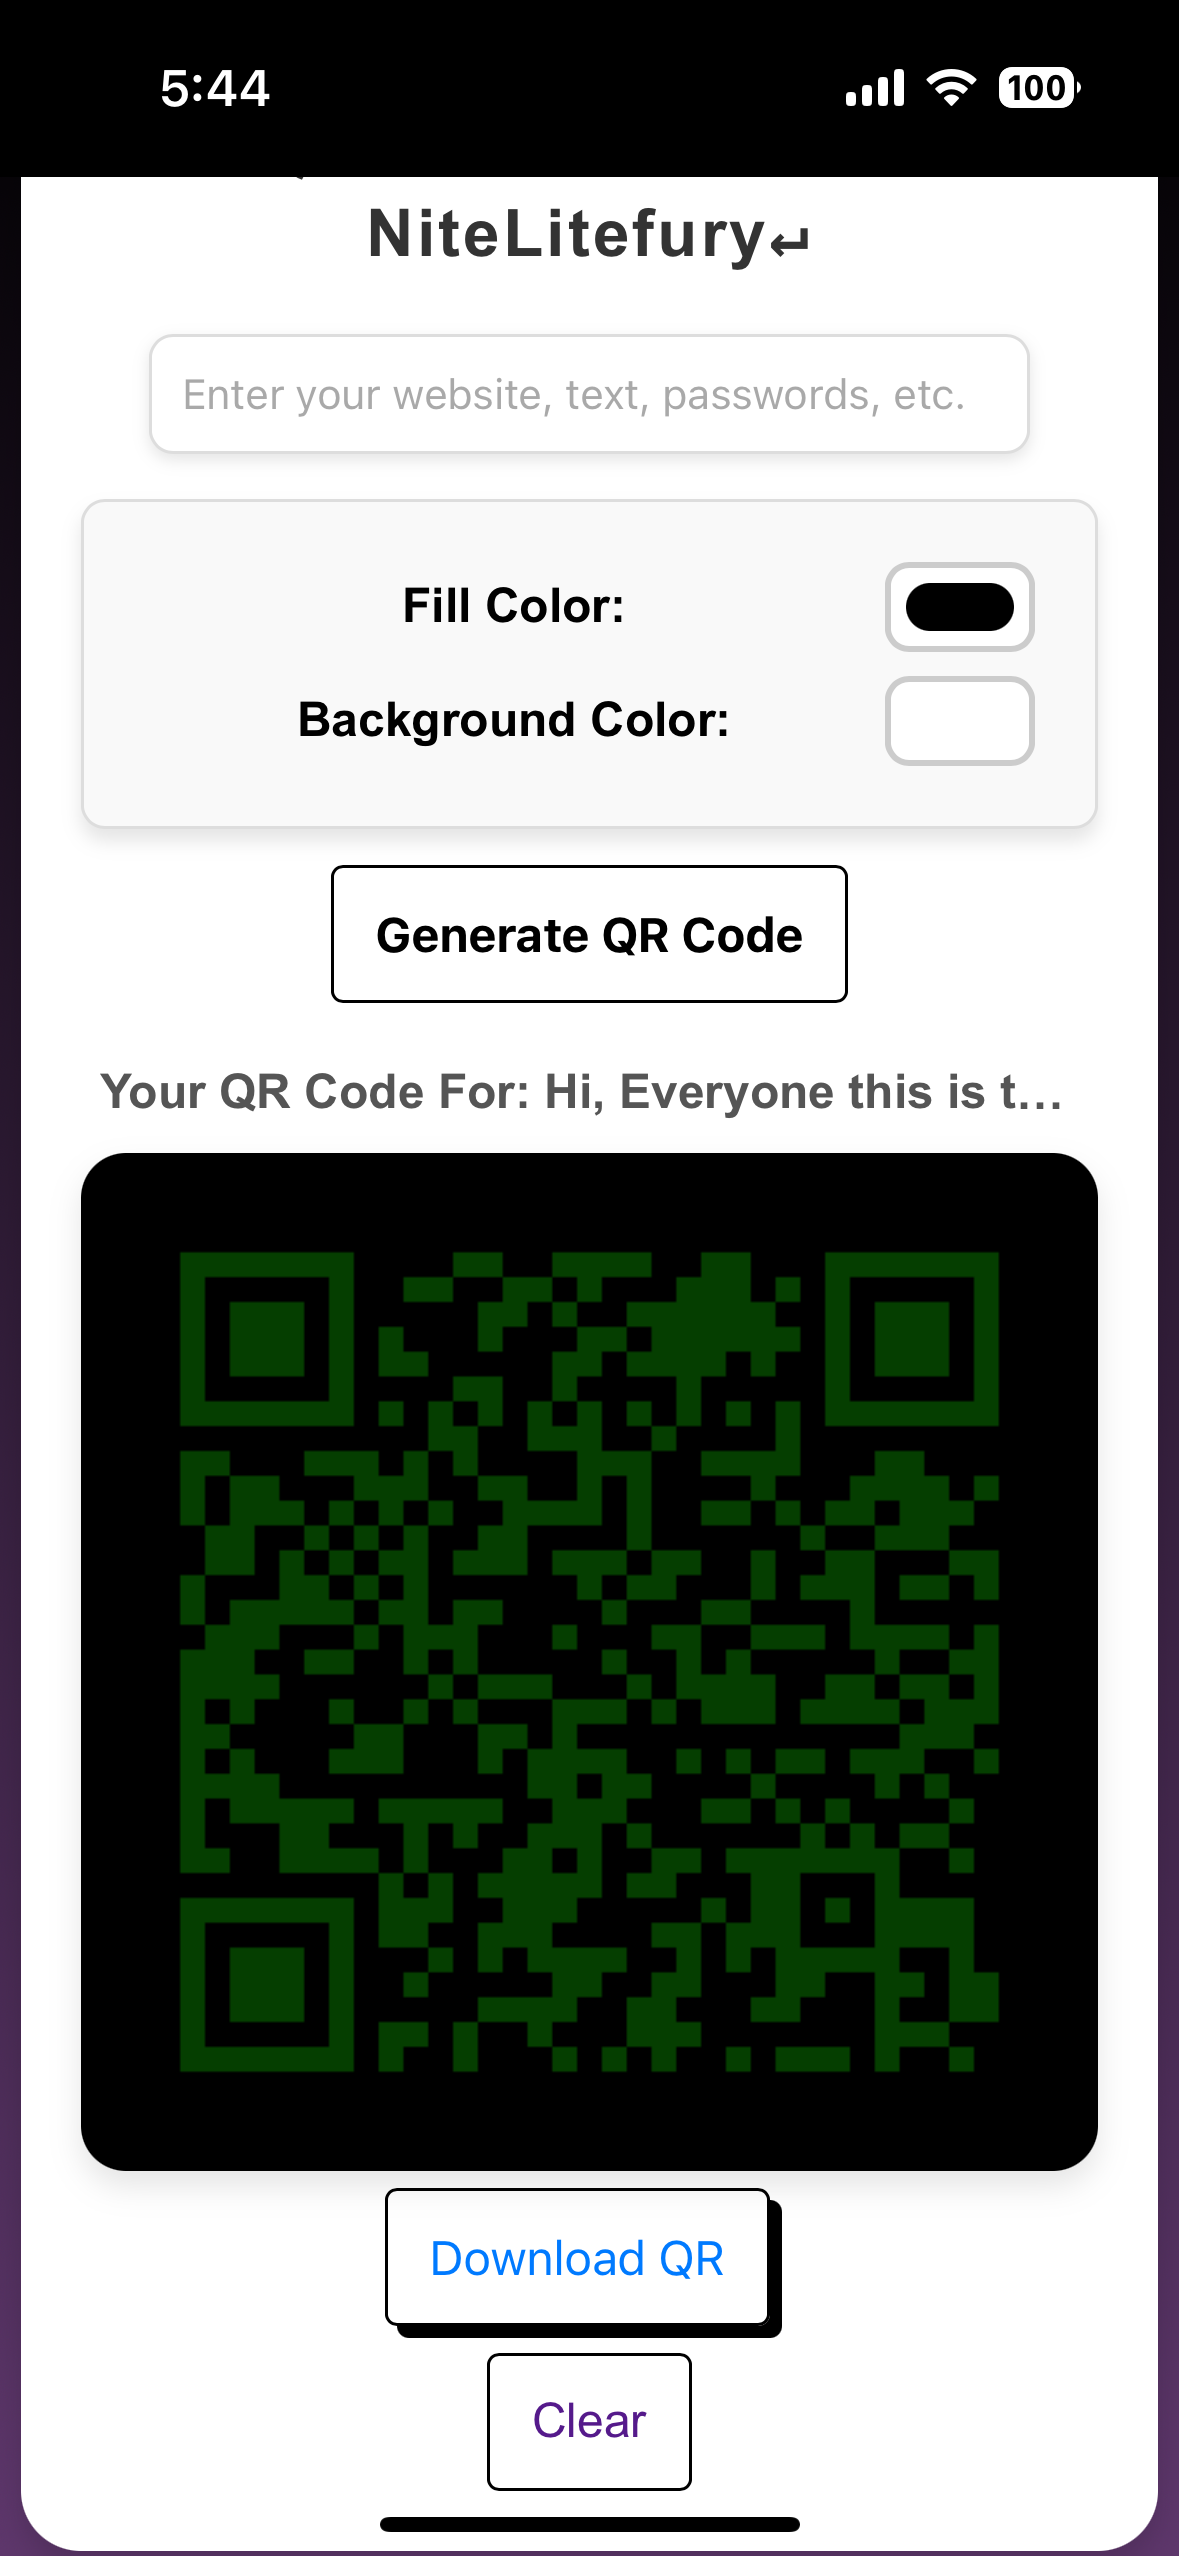 5:44
100
NiteLitefury↵
Enter your website, text, passwords, etc.
Fill Color:
Background Color:
Generate QR Code
Your QR Code For: Hi, Everyone this is t...
Download QR
Clear